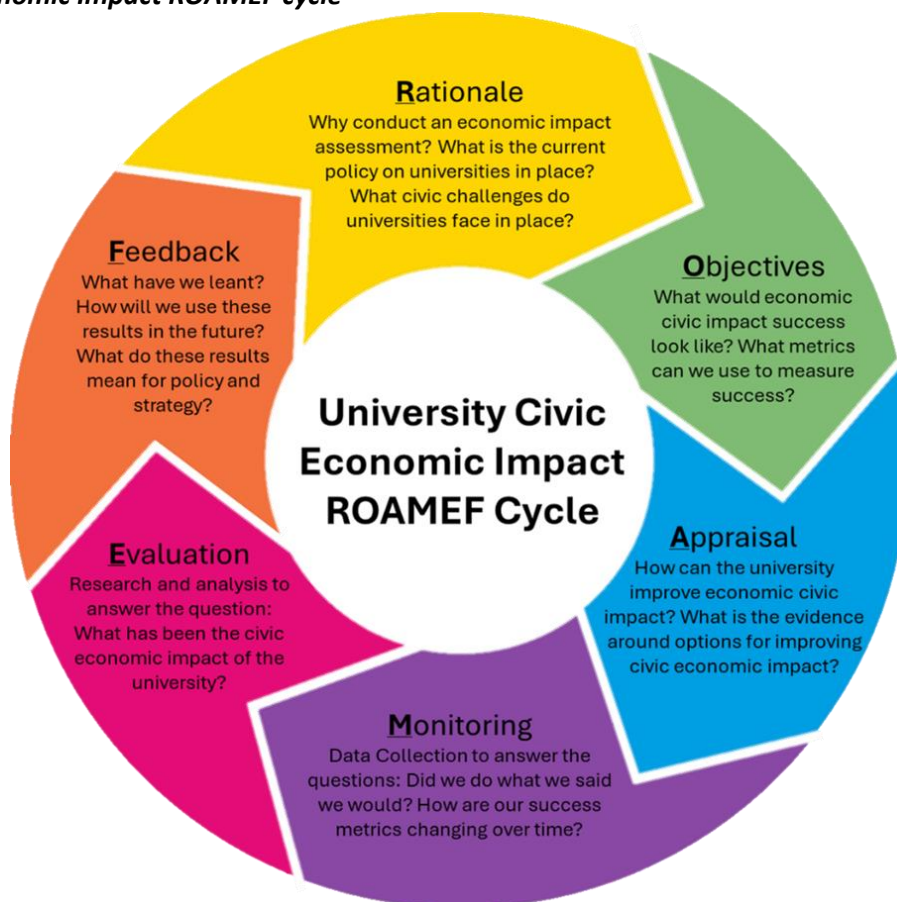 nomic Impact ROAMEF cycle
Rationale
Why conduct an economic impact
assessment? What is the current
policy on universities in place?
What civic challenges do
universities face in place?
Objectives
What would economic
civic impact success
look like? What metrics
can we use to measure
success?
Appraisal
How can the university
improve economic civic
impact? What is the evidence
around options for improving
civic economic impact?
Monitoring
Data Collection to answer the
questions: Did we do what we said
we would? How are our success
metrics changing over time?
Evaluation
Research and analysis to
answer the question:
What has been the civic
economic impact of the
university?
Feedback
What have we leant?
How will we use these
results in the future?
What do these results
mean for policy and
strategy?
University Civic
Economic Impact
ROAMEF Cycle